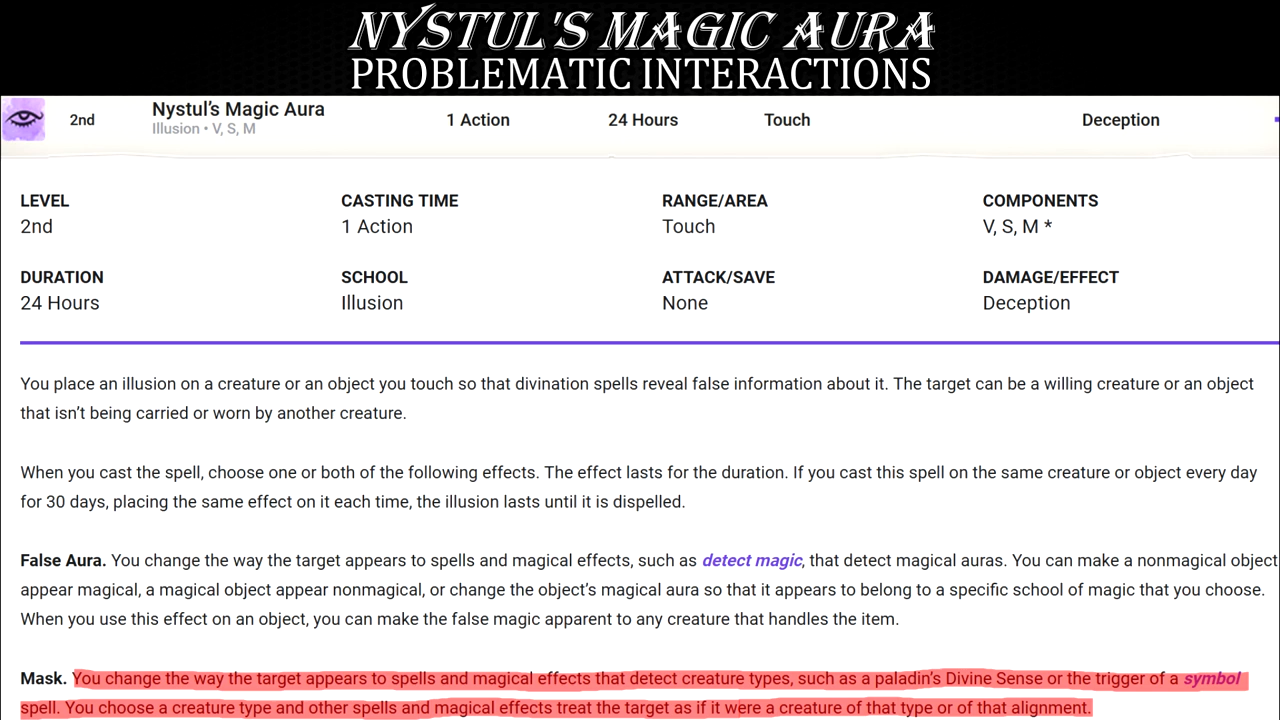 NYSTUL'S MAGIC AURA
PROBLEMATIC INTERACTIONS
2nd Nystul's Magic Aura 1 Action 24 Hours Touch Deception
Illusion • V, S, M
LEVEL CASTING TIME RANGE/AREA COMPONENTS
2nd 1 Action Touch V, S, M *
DURATION SCHOOL ATTACK/SAVE DAMAGE/EFFECT
24 Hours Illusion None Deception
You place an illusion on a creature or an object you touch so that divination spells reveal false information about it. The target can be a willing creature or an object
that isn't being carried or worn by another creature.
When you cast the spell, choose one or both of the following effects. The effect lasts for the duration. If you cast this spell on the same creature or object every day
for 30 days, placing the same effect on it each time, the illusion lasts until it is dispelled.
False Aura. You change the way the target appears to spells and magical effects, such as detect magic, that detect magical auras. You can make a nonmagical object
appear magical, a magical object appear nonmagical, or change the object's magical aura so that it appears to belong to a specific school of magic that you choose.
When you use this effect on an object, you can make the false magic apparent to any creature that handles the item.
Mask. You change the way the target appears to spells and magical effects that detect creature types, such as a paladin's Divine Sense or the trigger of a symbol
spell. You choose a creature type and other spells and magical effects treat the target as if it were a creature of that type or of that alignment.